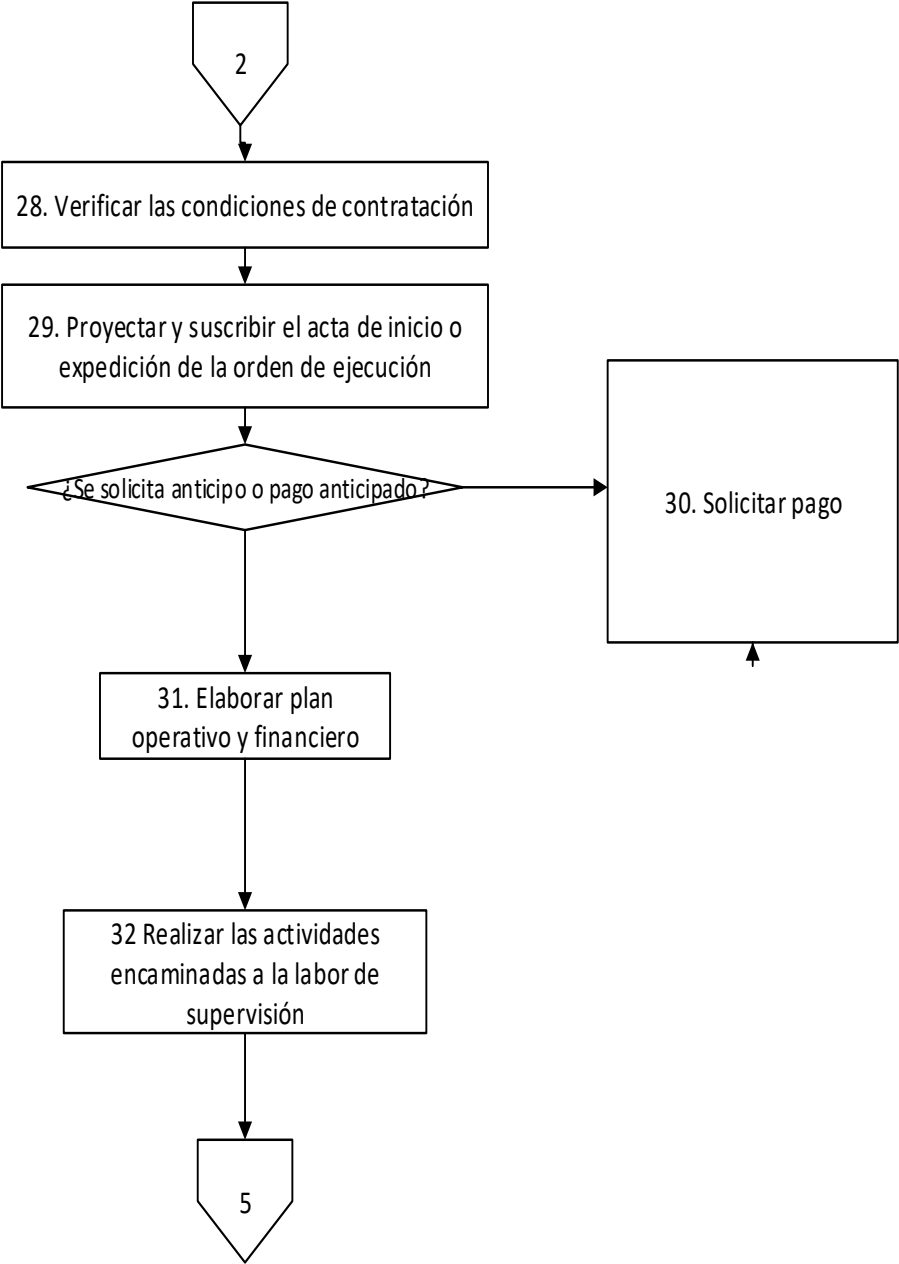 2
28. Verificar las condiciones de contratación
29. Proyectar y suscribir el acta de inicio o
expedición de la orden de ejecución
¿Se solicita anticipo o pago anticipado?
30. Solicitar pago
31. Elaborar plan
operativo y financiero
32 Realizar las actividades
encaminadas a la labor de
supervisión
5